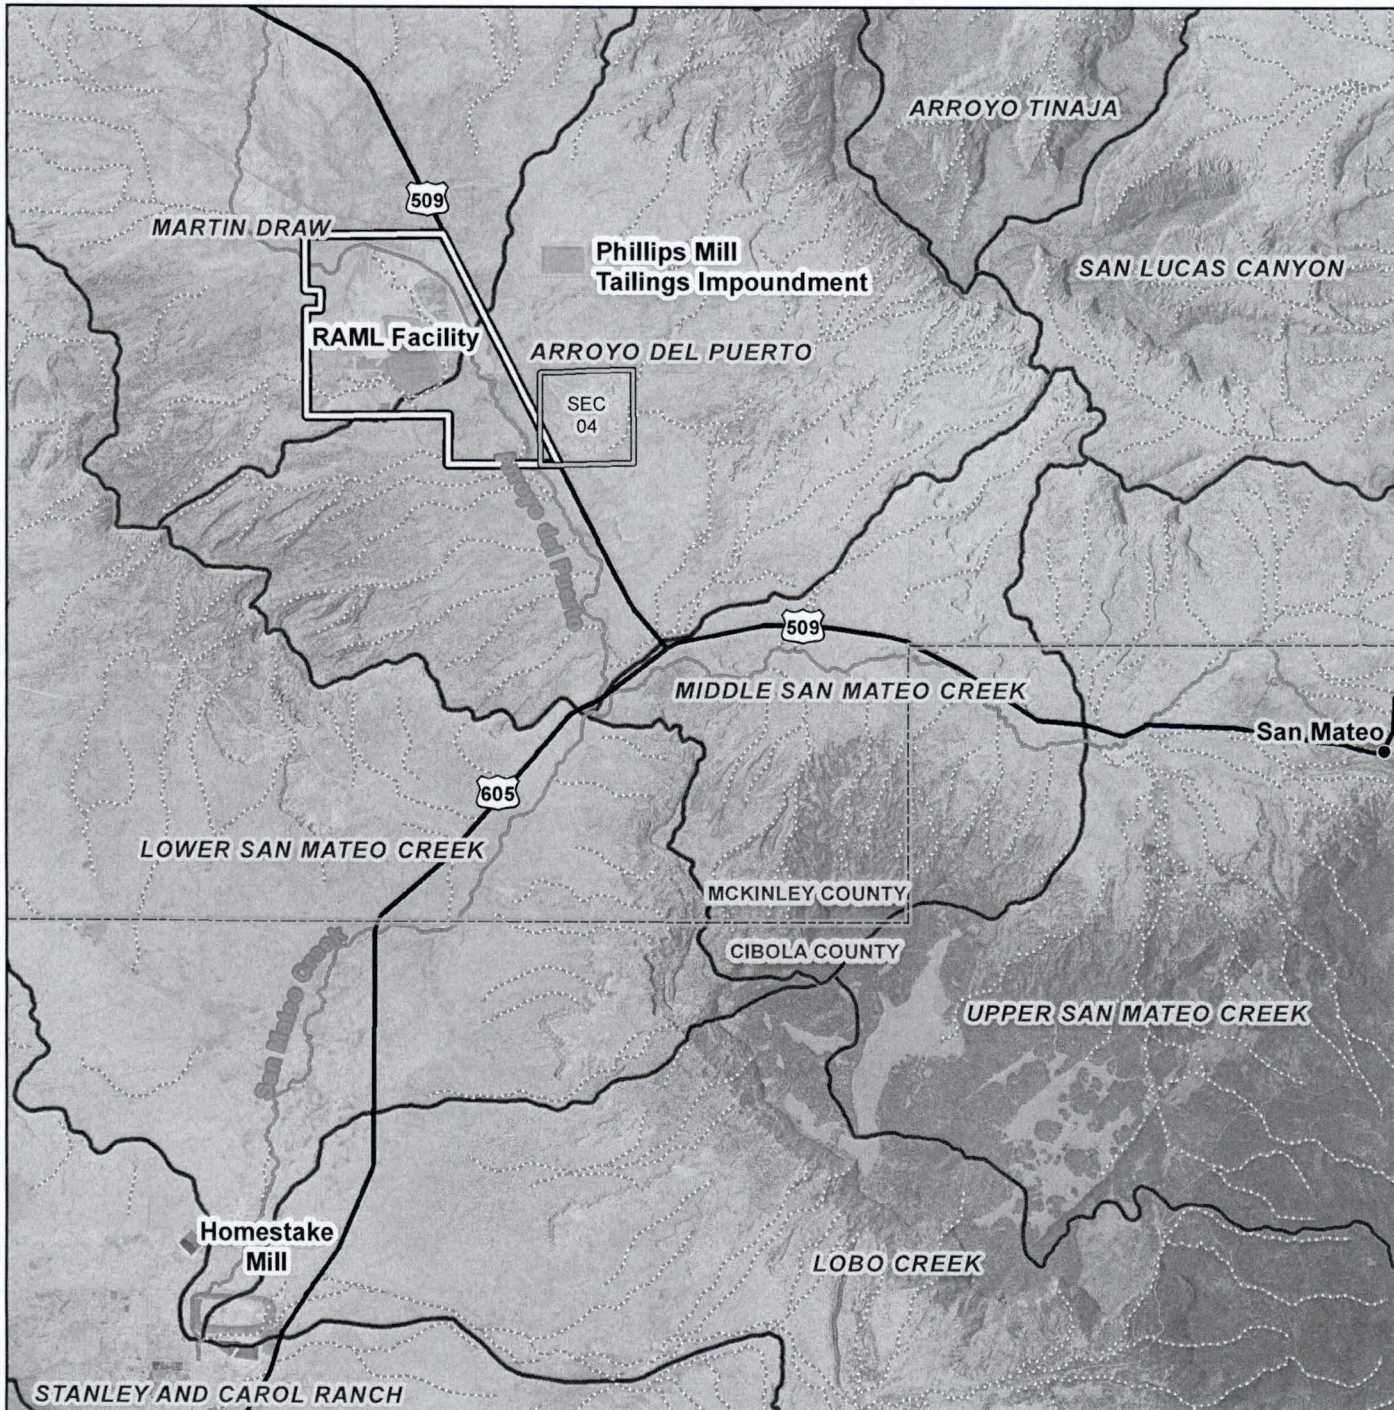 ARROYO TINAJA
509
MARTIN DRAW
Phillips Mill
Tailings Impoundment
SAN LUCAS CANYON
RAML Facility
ARROYO DEL PUERTO
SEC
04
Arroyo del Puerto
509
MIDDLE SAN MATEO CREEK
San Mateo
605
LOWER SAN MATEO CREEK
MCKINLEY COUNTY
CIBOLA COUNTY
San Mateo Creek
UPPER SAN MATEO CREEK
Homestake
Mill
LOBO CREEK
STANLEY AND CAROL RANCH